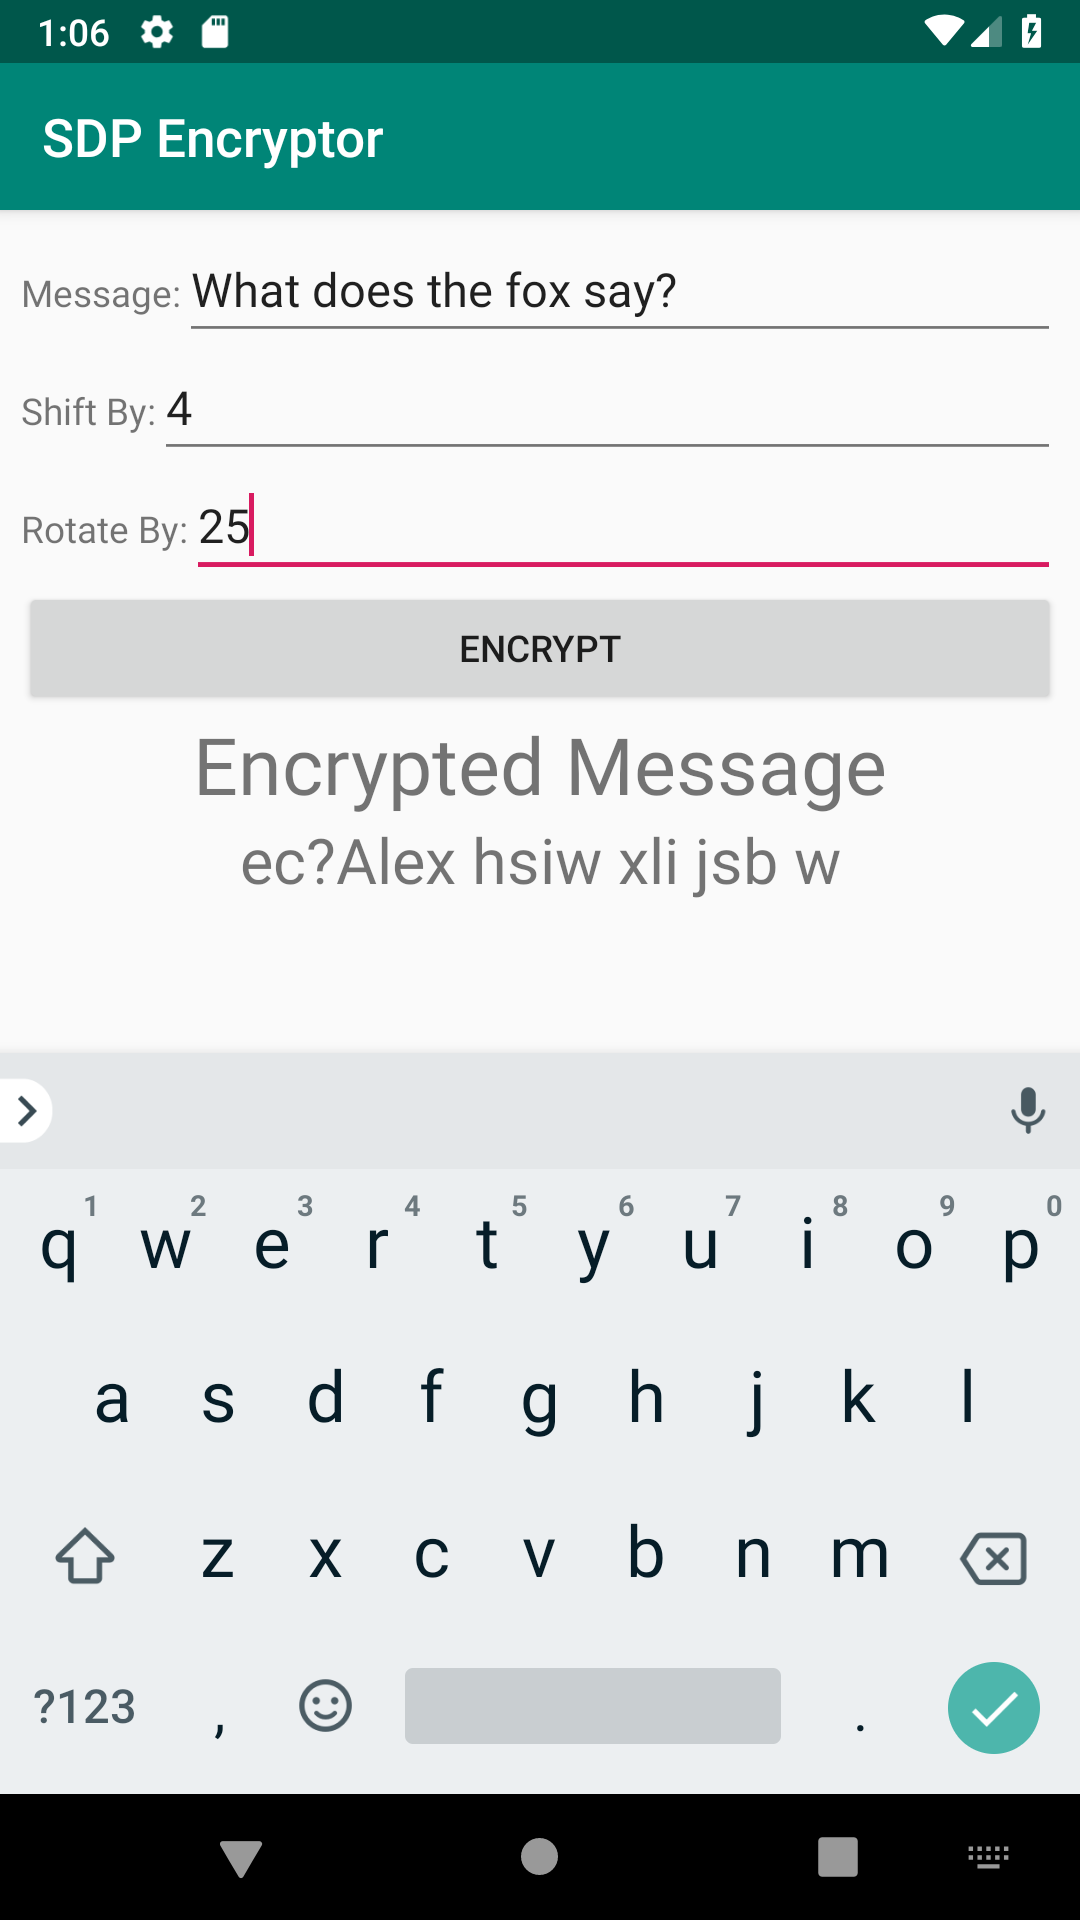 1:06
SDP Encryptor
Message: What does the fox say?
Shift By: 4
Rotate By: 25
ENCRYPT
Encrypted Message
ec?Alex hsiw xli jsb w
1 2 3 4 5 6 7 8 9 0
q w e r t y u i o p
a s d f g h j k l
z x c v b n m
?123 , .